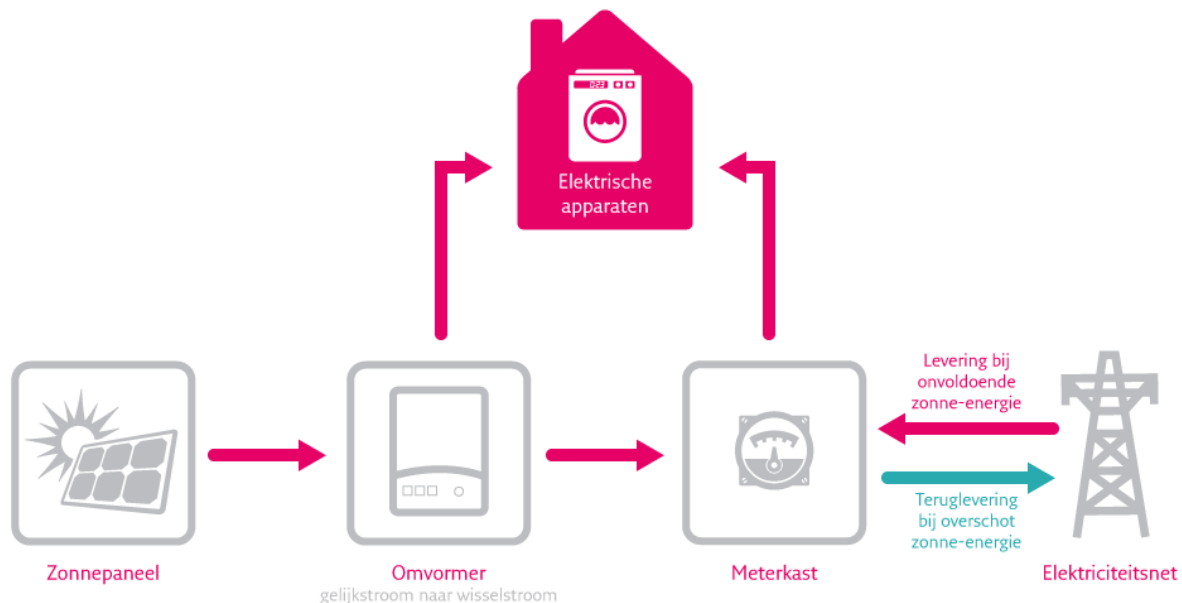 023
Elektrische
apparaten
Levering bij
onvoldoende
zonne-energie
Teruglevering
bij overschot
zonne-energie
Zonnepaneel
Omvormer
gelijkstroom naar wisselstroom
Meterkast
Elektriciteitsnet